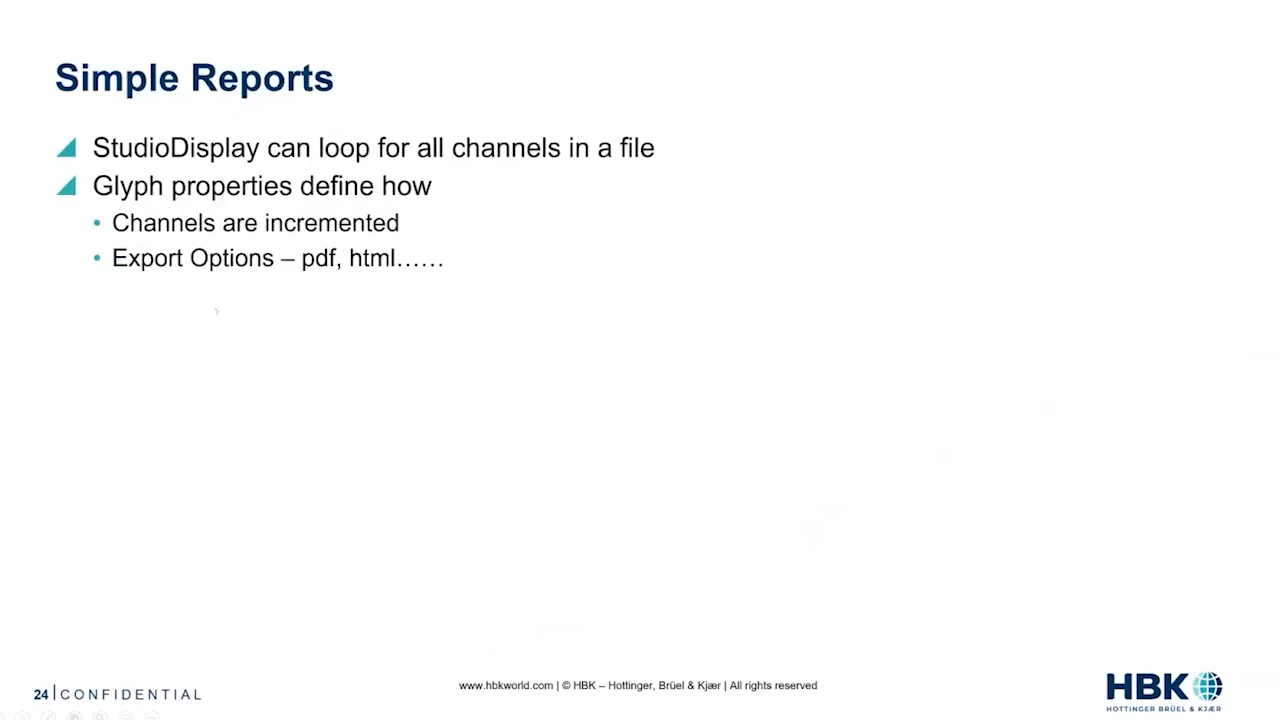 Simple Reports
StudioDisplay can loop for all channels in a file
Glyph properties define how
• Channels are incremented
• Export Options – pdf, html……
24 | CONFIDENTIAL
www.hbkworld.com | © HBK – Hottinger, Brüel & Kjær | All rights reserved
HBK
HOTTINGER BRÜEL & KJÆR